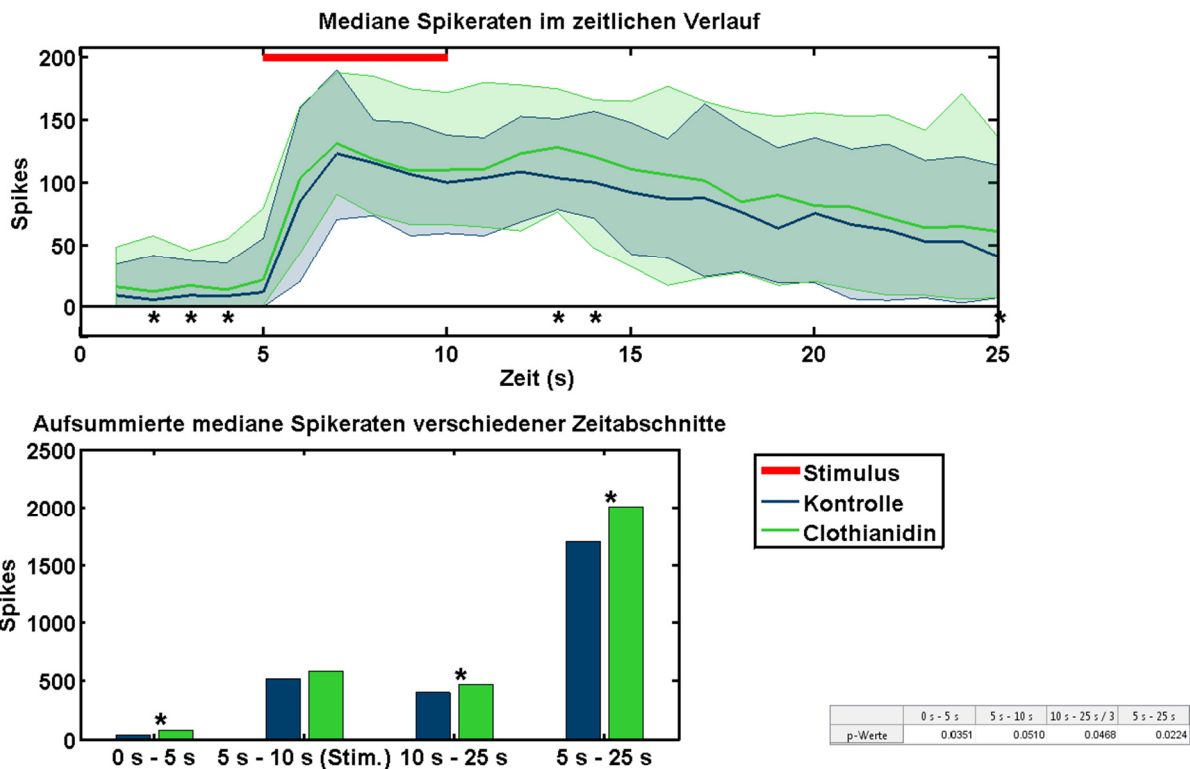 Mediane Spikeraten im zeitlichen Verlauf
200
150
100
50
0
Spikes
* * * * * *
0 5 10 15 20 25
Zeit (s)
Aufsummierte mediane Spikeraten verschiedener Zeitabschnitte
2500
2000
1500
1000
500
0
Spikes
* * *
0 s - 5 s 5 s - 10 s (Stim.) 10 s - 25 s 5 s - 25 s
Stimulus
Kontrolle
Clothianidin
0 s - 5 s 5 s - 10 s 10 s - 25 s / 3 5 s - 25 s
p-Werte 0.0351 0.0510 0.0468 0.0224